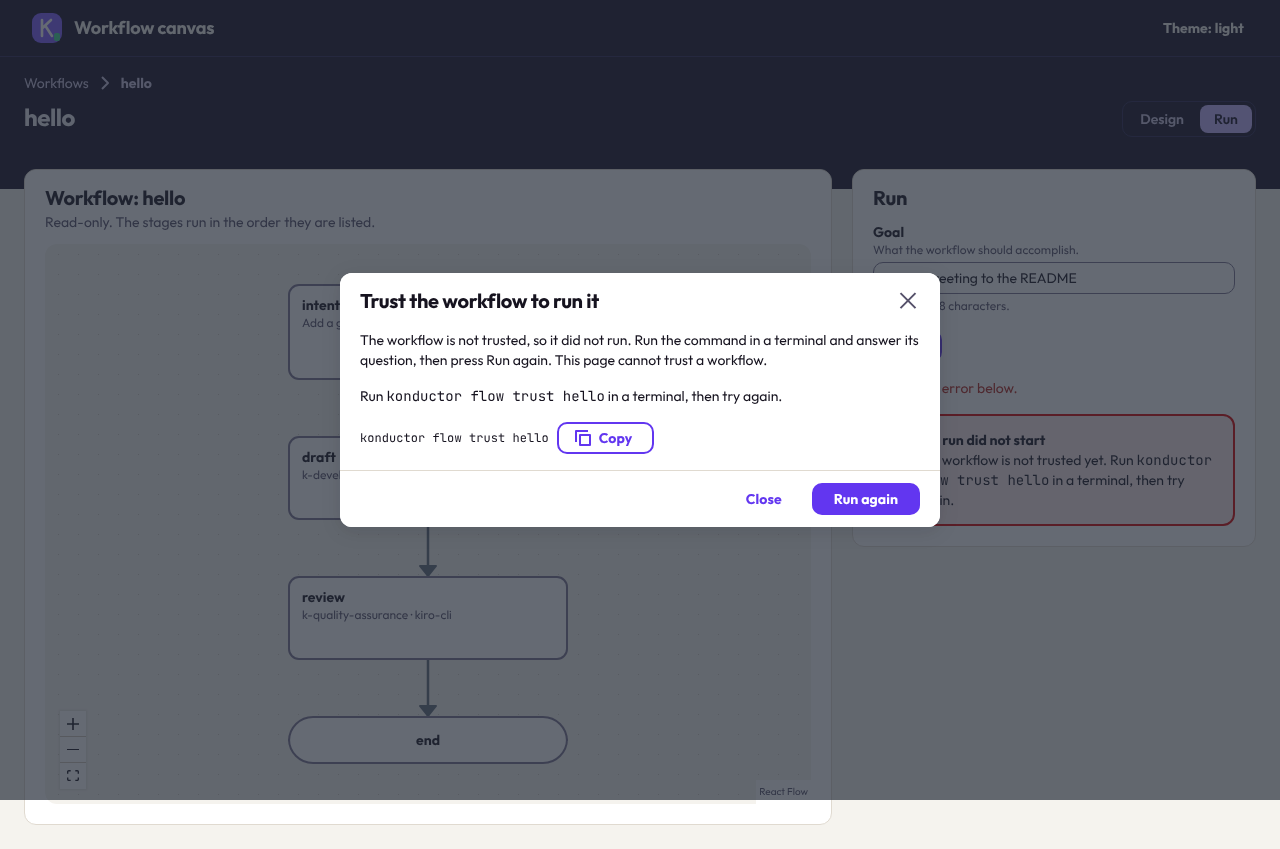 K
Workflow canvas
Theme: light
Workflows
hello
hello
Design
Run
Workflow: hello
Read-only. The stages run in the order they are listed.
intent
Add a g
draft
k-deve
review
k-quality-assurance · kiro-cli
end
React Flow
Run
Goal
What the workflow should accomplish.
eeting to the README
8 characters.
error below.
run did not start
workflow is not trusted yet. Run konductor
w trust hello in a terminal, then try
in.
Trust the workflow to run it
The workflow is not trusted, so it did not run. Run the command in a terminal and answer its
question, then press Run again. This page cannot trust a workflow.
Run konductor flow trust hello in a terminal, then try again.
konductor flow trust hello
Copy
Close
Run again